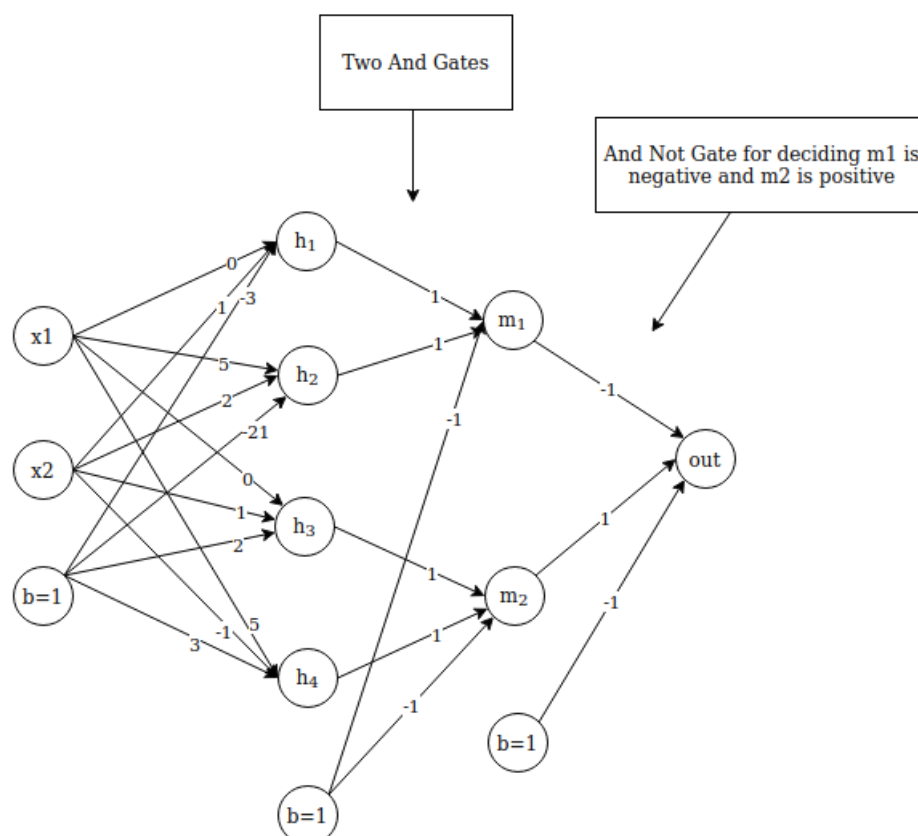 Two And Gates
And Not Gate for deciding m1 is
negative and m2 is positive
h₁
0
1
-3
1
m₁
x1
5
1
h₂
2
-1
-1
-21
x2
out
0
1
h₃
1
2
1
b=1
m₂
-1
5
3
1
-1
h₄
-1
b=1
b=1